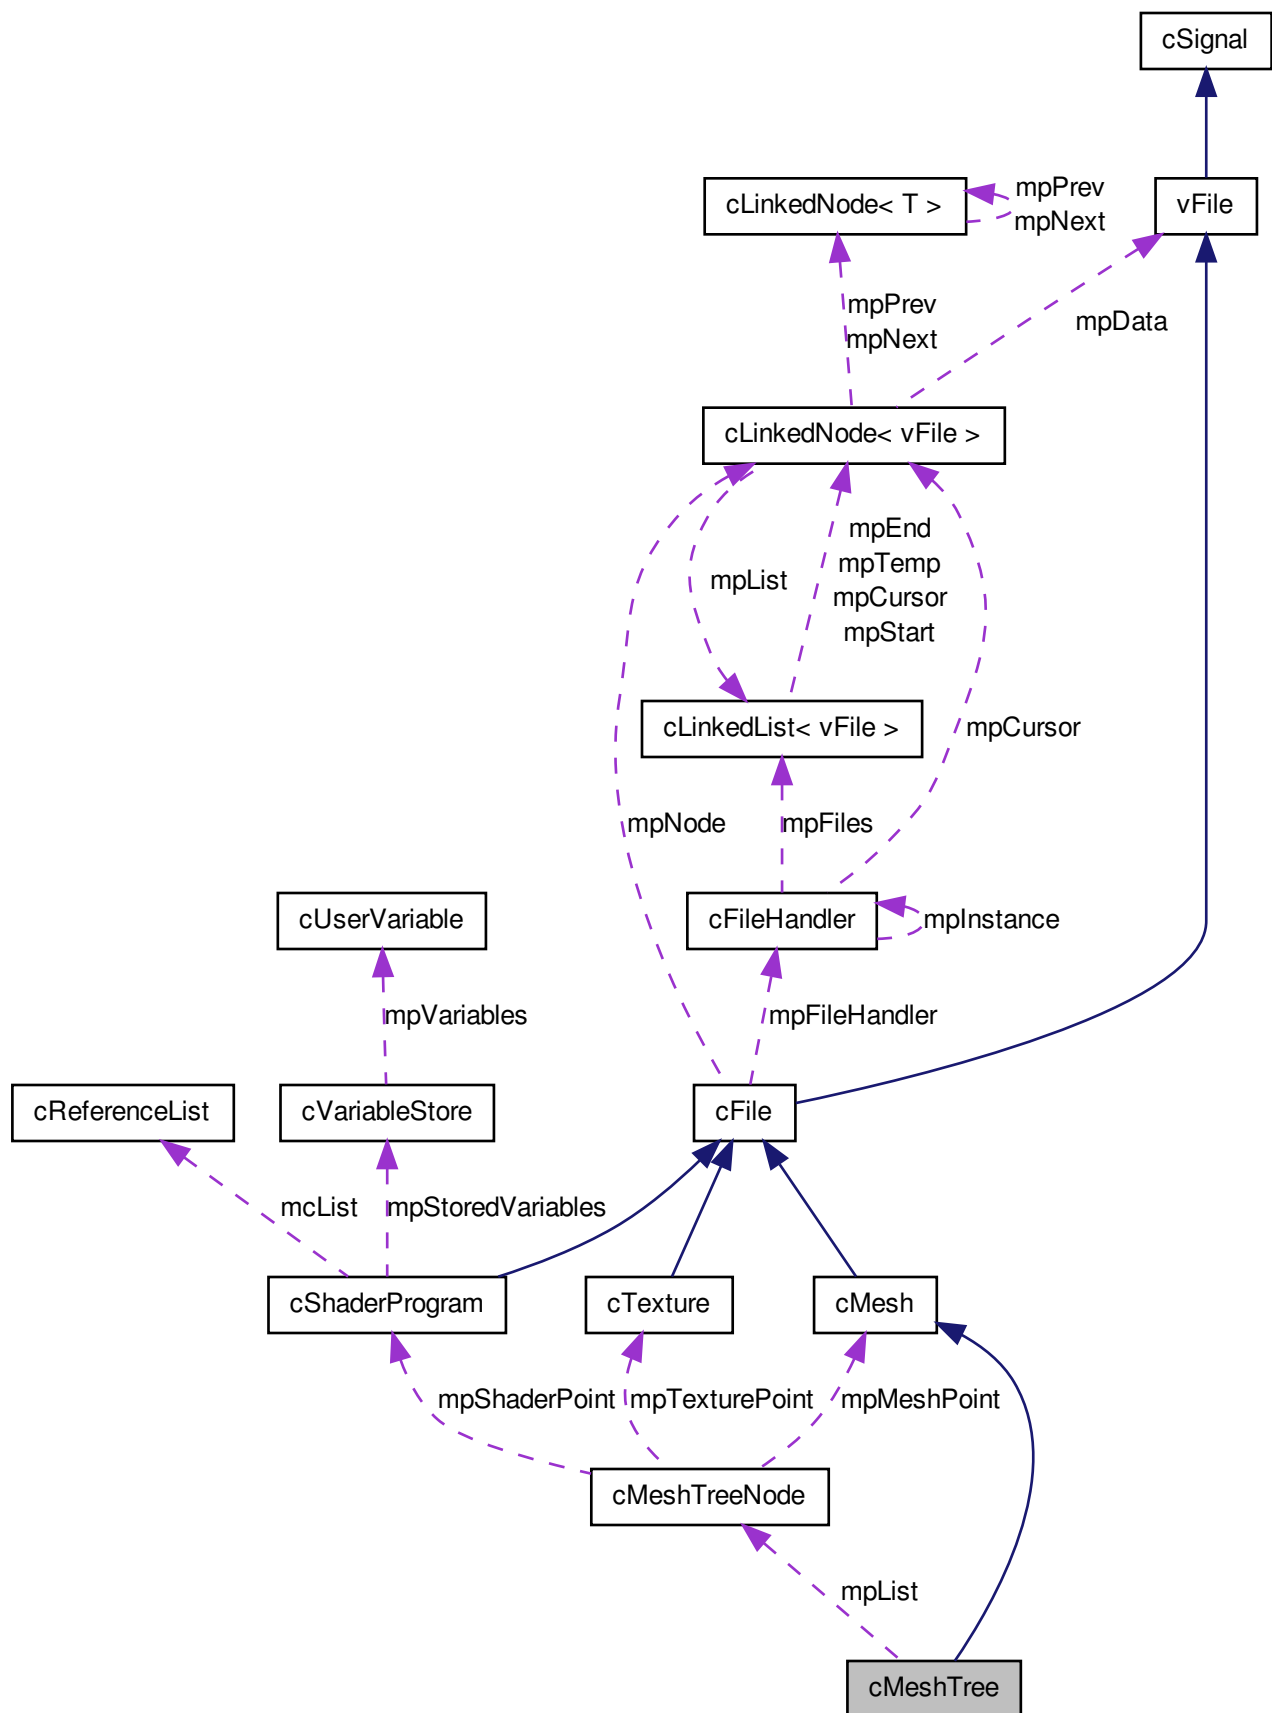 cSignal
cLinkedNode< T >
mpPrev
mpNext
vFile
mpPrev
mpNext
mpData
cLinkedNode< vFile >
mpList
mpEnd
mpTemp
mpCursor
mpStart
cLinkedList< vFile >
mpCursor
mpNode
mpFiles
cUserVariable
cFileHandler
mpInstance
mpVariables
mpFileHandler
cReferenceList
cVariableStore
cFile
mcList
mpStoredVariables
cShaderProgram
cTexture
cMesh
mpShaderPoint
mpTexturePoint
mpMeshPoint
cMeshTreeNode
mpList
cMeshTree